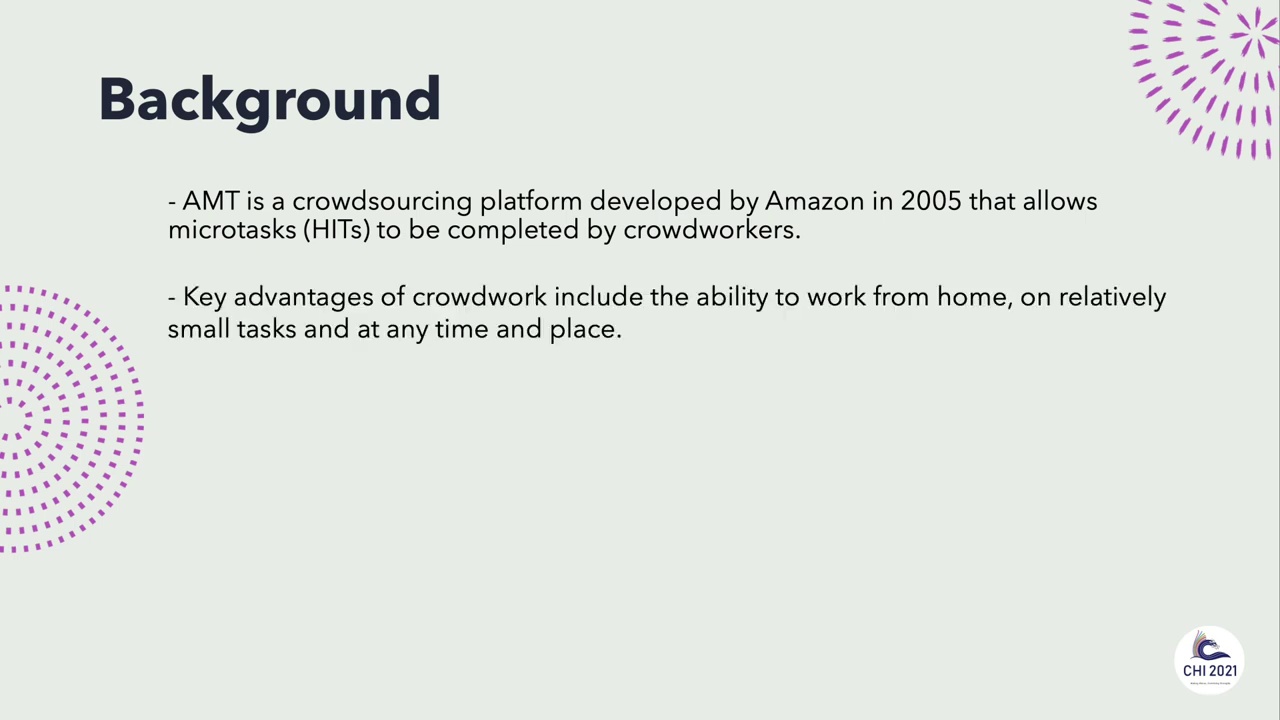 Background
- AMT is a crowdsourcing platform developed by Amazon in 2005 that allows
microtasks (HITs) to be completed by crowdworkers.
- Key advantages of crowdwork include the ability to work from home, on relatively
small tasks and at any time and place.
CHI 2021